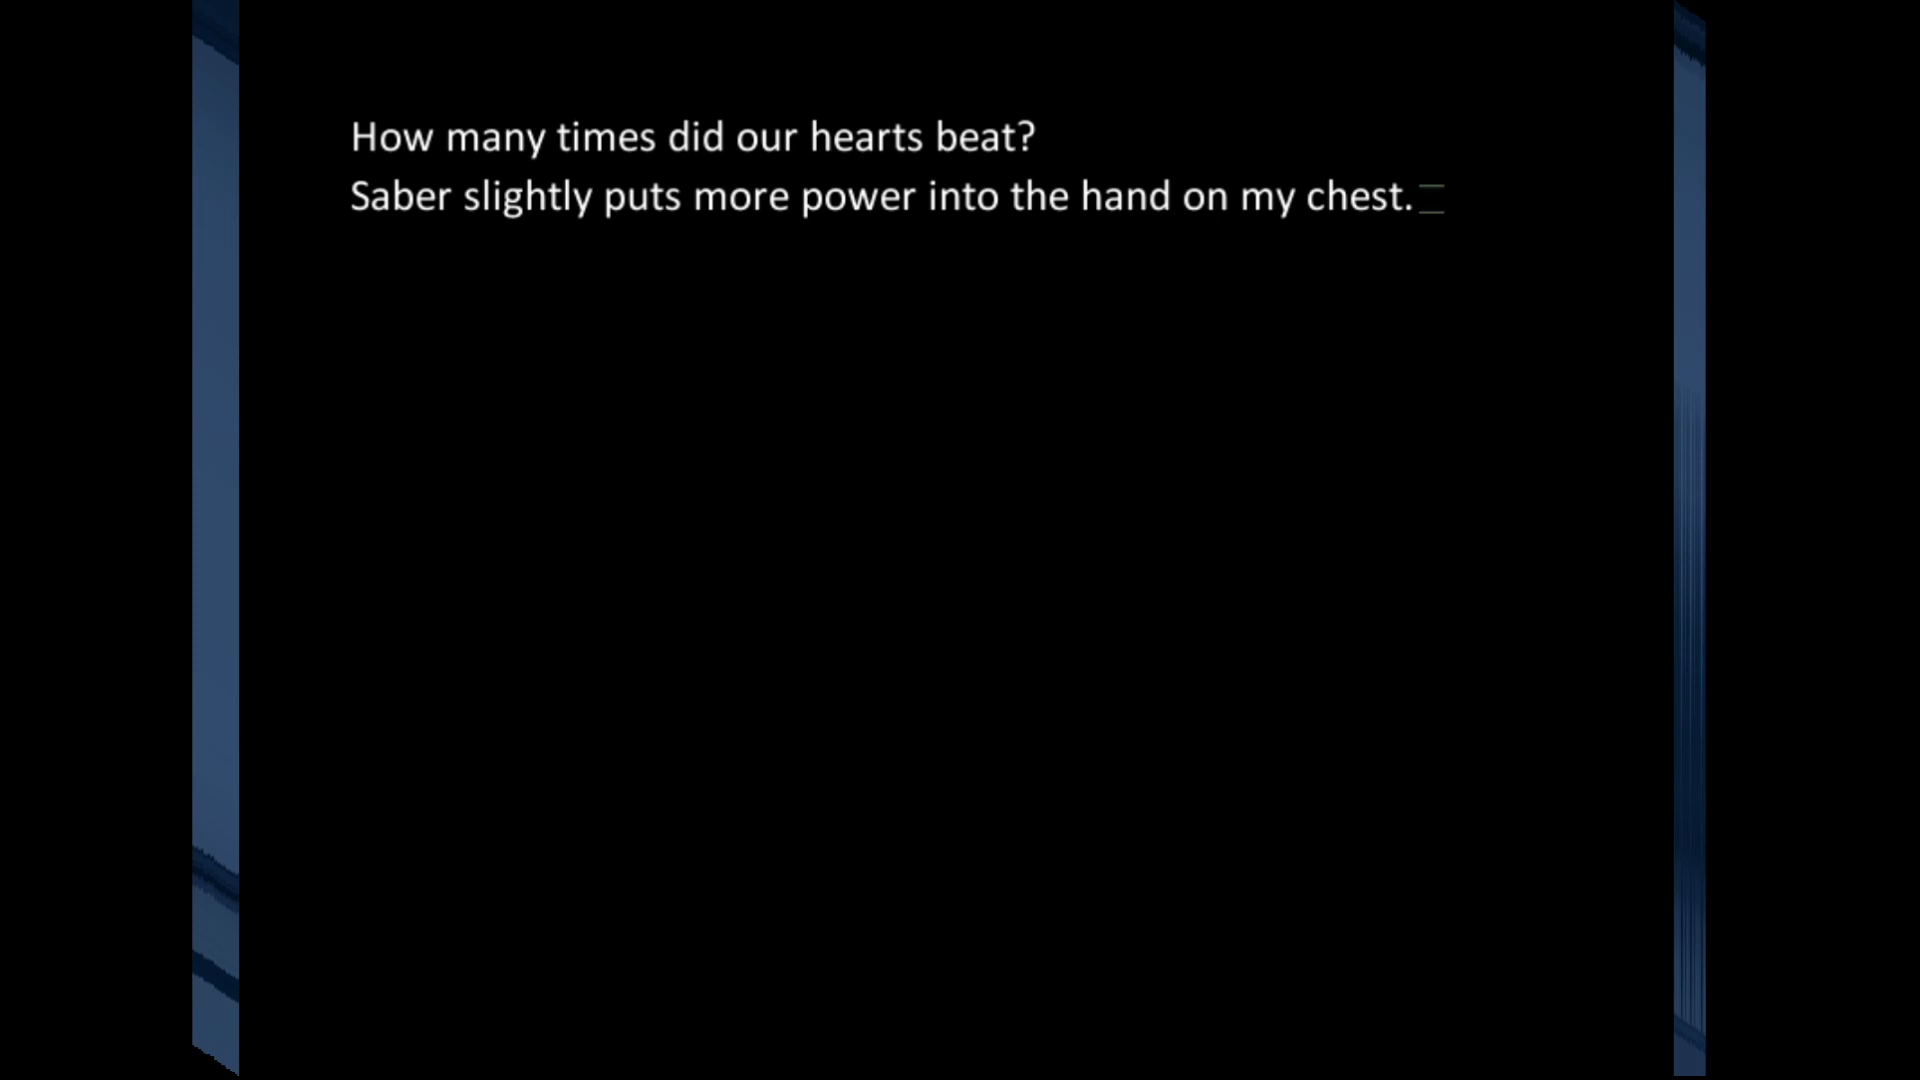 How many times did our hearts beat?
Saber slightly puts more power into the hand on my chest.